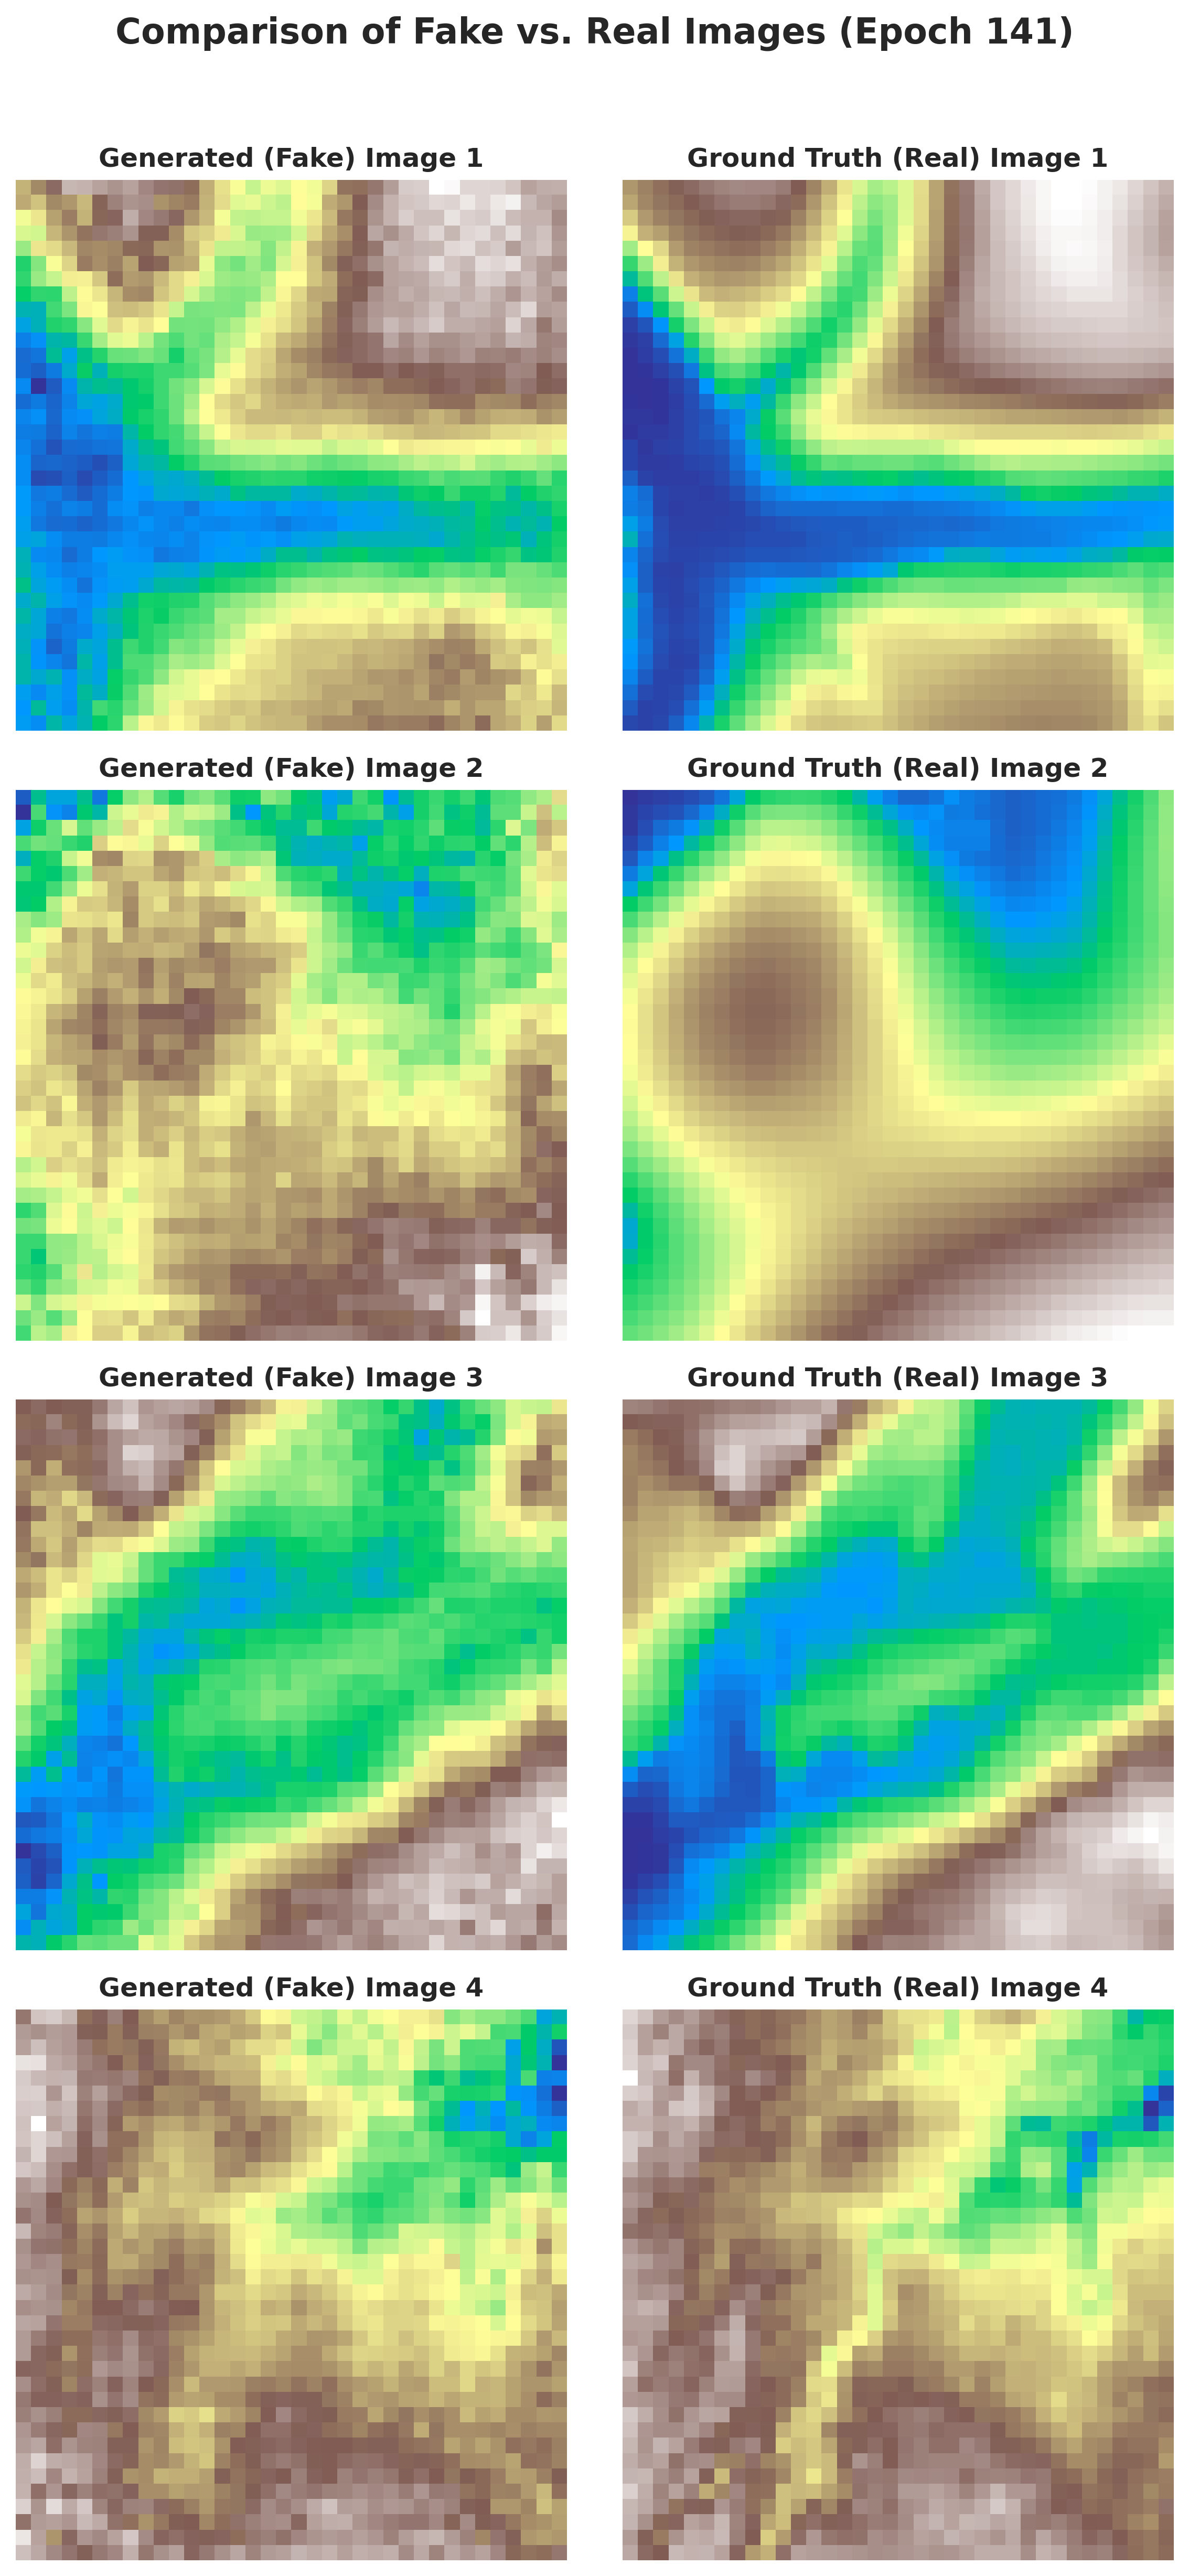 Comparison of Fake vs. Real Images (Epoch 141)
Generated (Fake) Image 1
Ground Truth (Real) Image 1
Generated (Fake) Image 2
Ground Truth (Real) Image 2
Generated (Fake) Image 3
Ground Truth (Real) Image 3
Generated (Fake) Image 4
Ground Truth (Real) Image 4